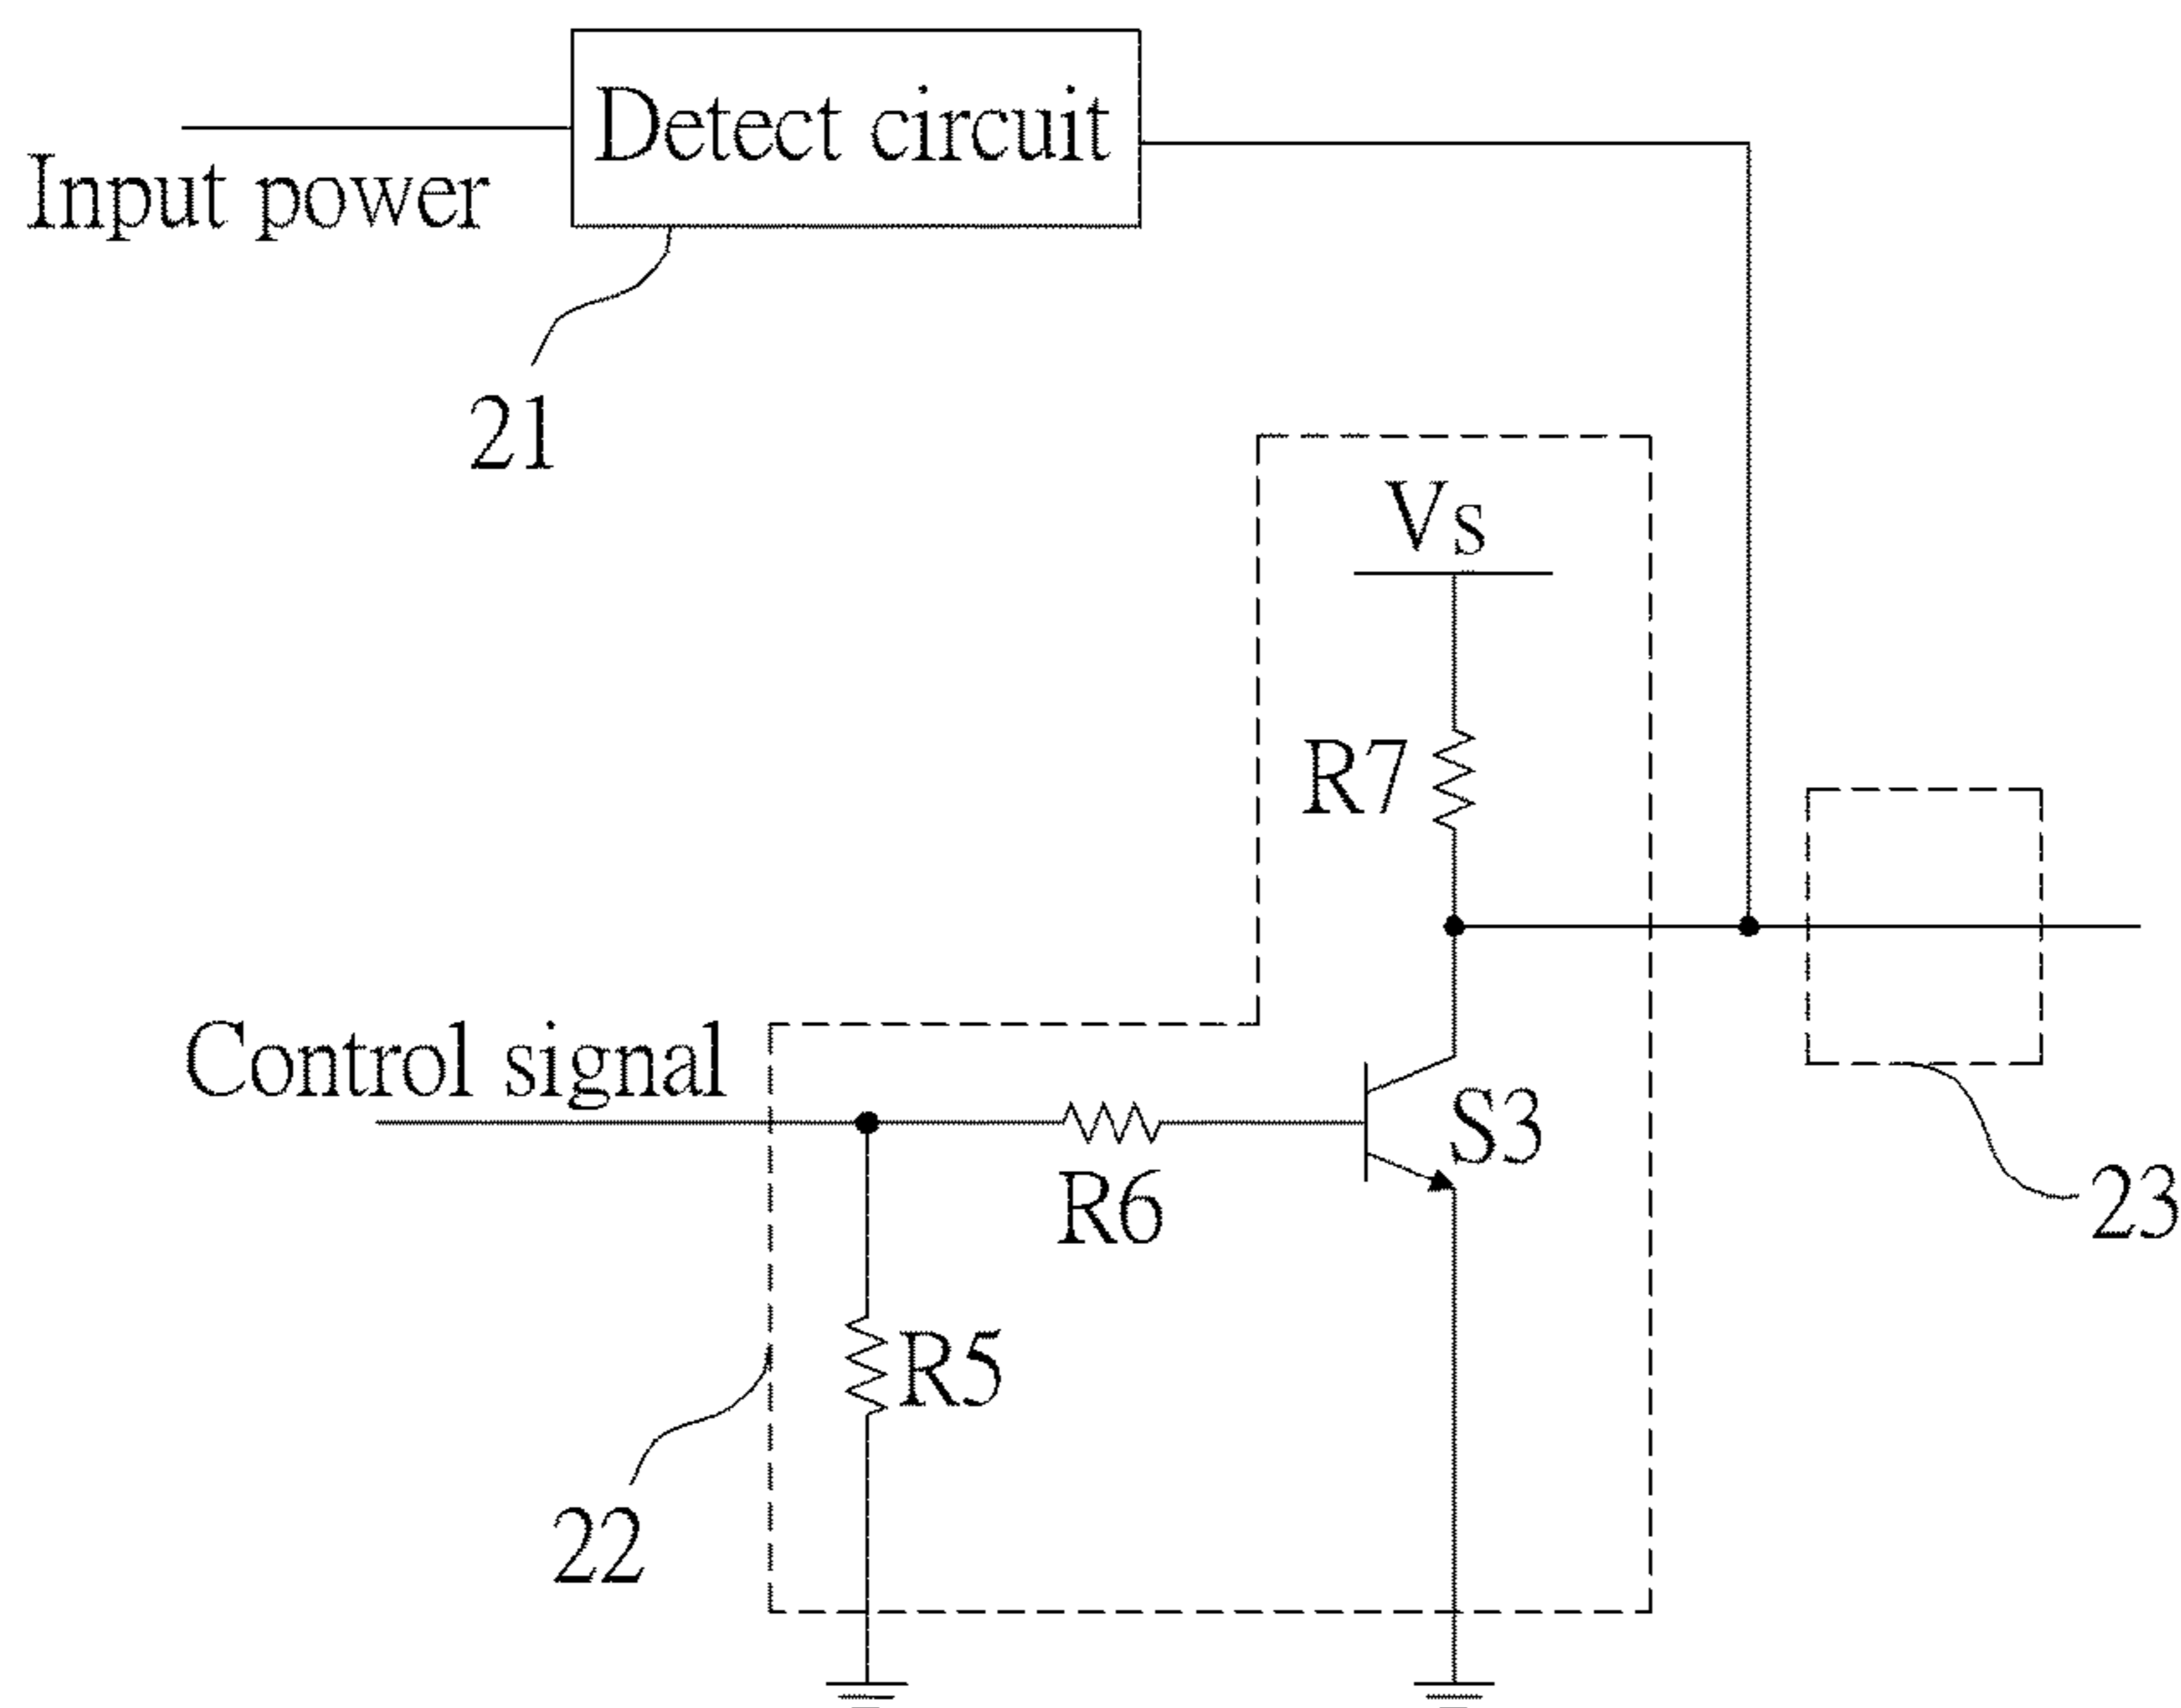 Detect circuit
Input power
21
Vs
R7
Control signal
S3
R6
23
R5
22